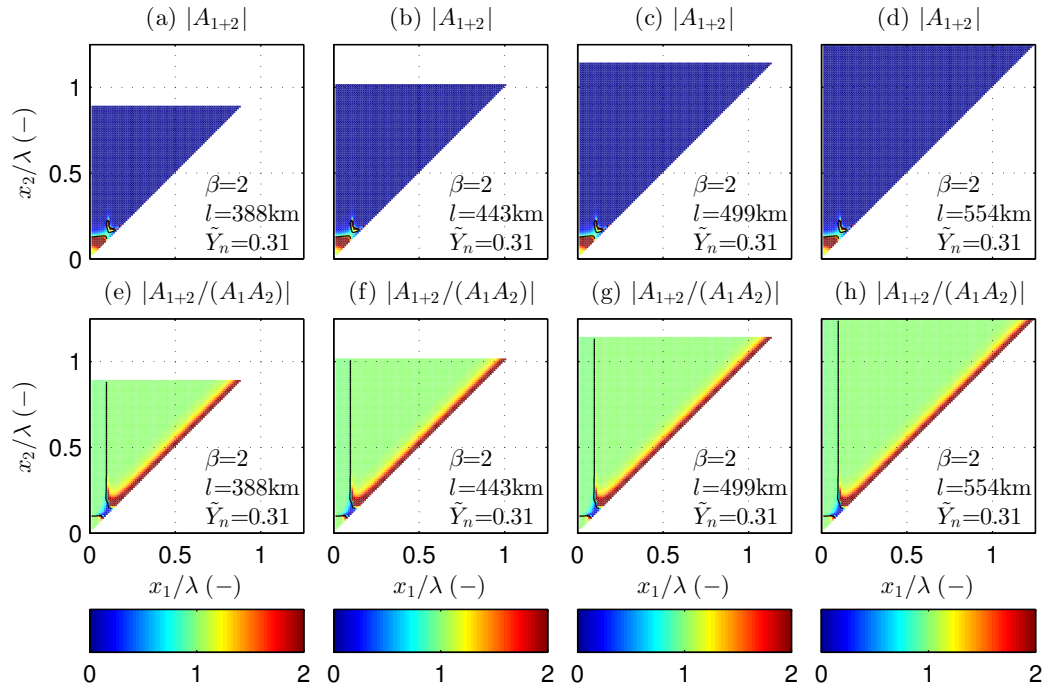 (a) |A₁₊₂| (b) |A₁₊₂| (c) |A₁₊₂| (d) |A₁₊₂|
1
0.5
0
x₂/λ (−)
β=2 β=2 β=2 β=2
l=388km l=443km l=499km l=554km
Ỹₙ=0.31 Ỹₙ=0.31 Ỹₙ=0.31 Ỹₙ=0.31
(e) |A₁₊₂/(A₁A₂)| (f) |A₁₊₂/(A₁A₂)| (g) |A₁₊₂/(A₁A₂)| (h) |A₁₊₂/(A₁A₂)|
1
0.5
0
x₂/λ (−)
β=2 β=2 β=2 β=2
l=388km l=443km l=499km l=554km
Ỹₙ=0.31 Ỹₙ=0.31 Ỹₙ=0.31 Ỹₙ=0.31
0 0.5 1 0 0.5 1 0 0.5 1 0 0.5 1
x₁/λ (−) x₁/λ (−) x₁/λ (−) x₁/λ (−)
0 1 2 0 1 2 0 1 2 0 1 2